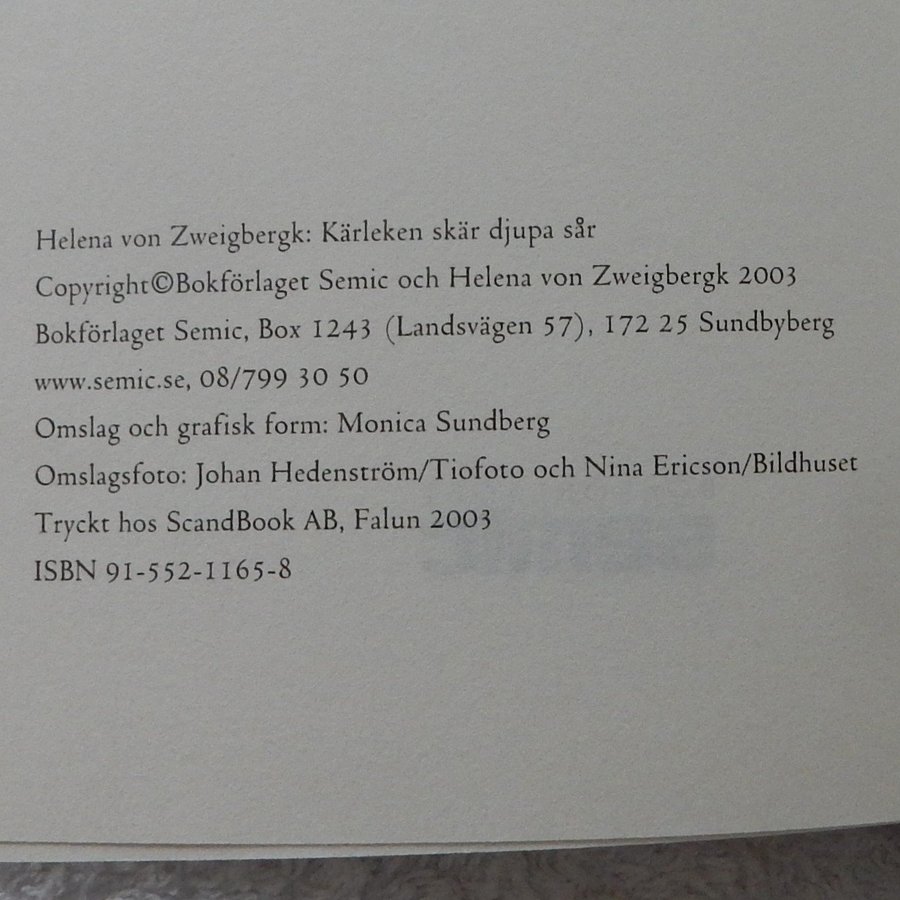 Helena von Zweigbergk: Kärleken skär djupa sår
Copyright©Bokförlaget Semic och Helena von Zweigbergk 2003
Bokförlaget Semic, Box 1243 (Landsvägen 57), 172 25 Sundbyberg
www.semic.se, 08/799 30 50
Omslag och grafisk form: Monica Sundberg
Omslagsfoto: Johan Hedenström/Tiofoto och Nina Ericson/Bildhuset
Tryckt hos ScandBook AB, Falun 2003
ISBN 91-552-1165-8